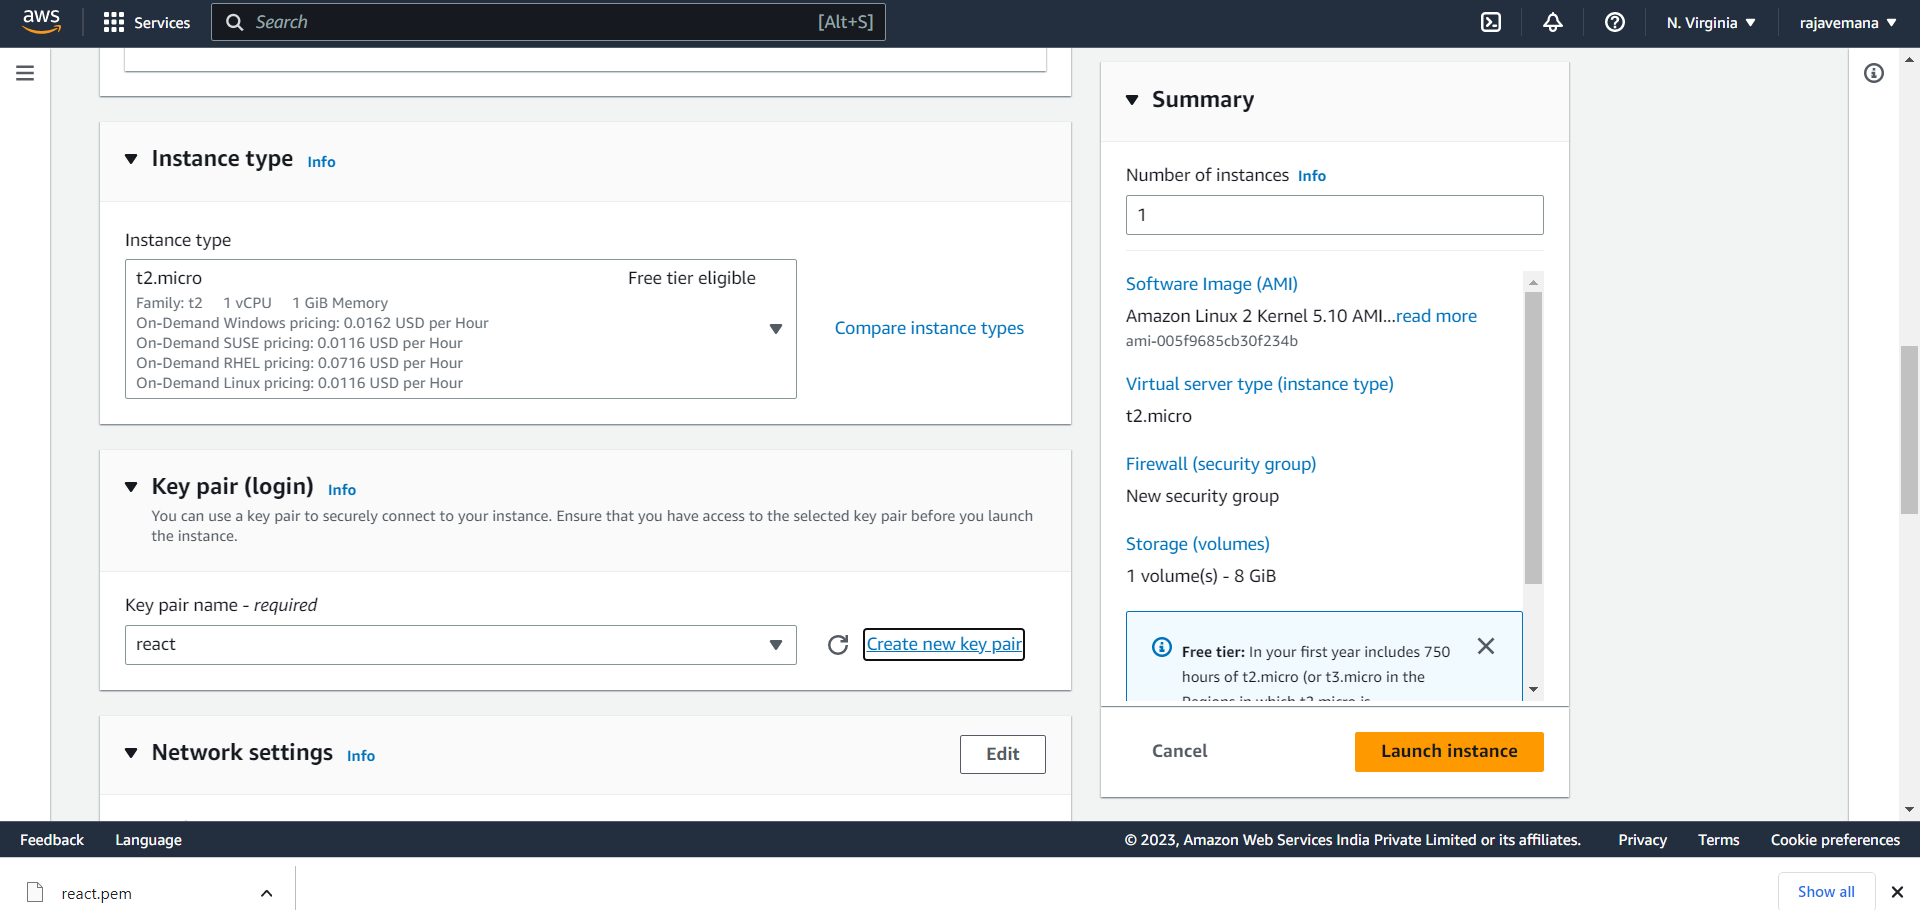 aws
Services
Search
[Alt+S]
N. Virginia
rajavemana
Instance type Info
Instance type
t2.micro
Free tier eligible
Family: t2 1 vCPU 1 GiB Memory
On-Demand Windows pricing: 0.0162 USD per Hour
On-Demand SUSE pricing: 0.0116 USD per Hour
On-Demand RHEL pricing: 0.0716 USD per Hour
On-Demand Linux pricing: 0.0116 USD per Hour
Compare instance types
Key pair (login) Info
You can use a key pair to securely connect to your instance. Ensure that you have access to the selected key pair before you launch
the instance.
Key pair name - required
react
Create new key pair
Network settings Info
Edit
Summary
Number of instances Info
1
Software Image (AMI)
Amazon Linux 2 Kernel 5.10 AMI...read more
ami-005f9685cb30f234b
Virtual server type (instance type)
t2.micro
Firewall (security group)
New security group
Storage (volumes)
1 volume(s) - 8 GiB
Free tier: In your first year includes 750
hours of t2.micro (or t3.micro in the
Regions in which t2.micro is
Cancel
Launch instance
Feedback
Language
© 2023, Amazon Web Services India Private Limited or its affiliates.
Privacy
Terms
Cookie preferences
react.pem
Show all